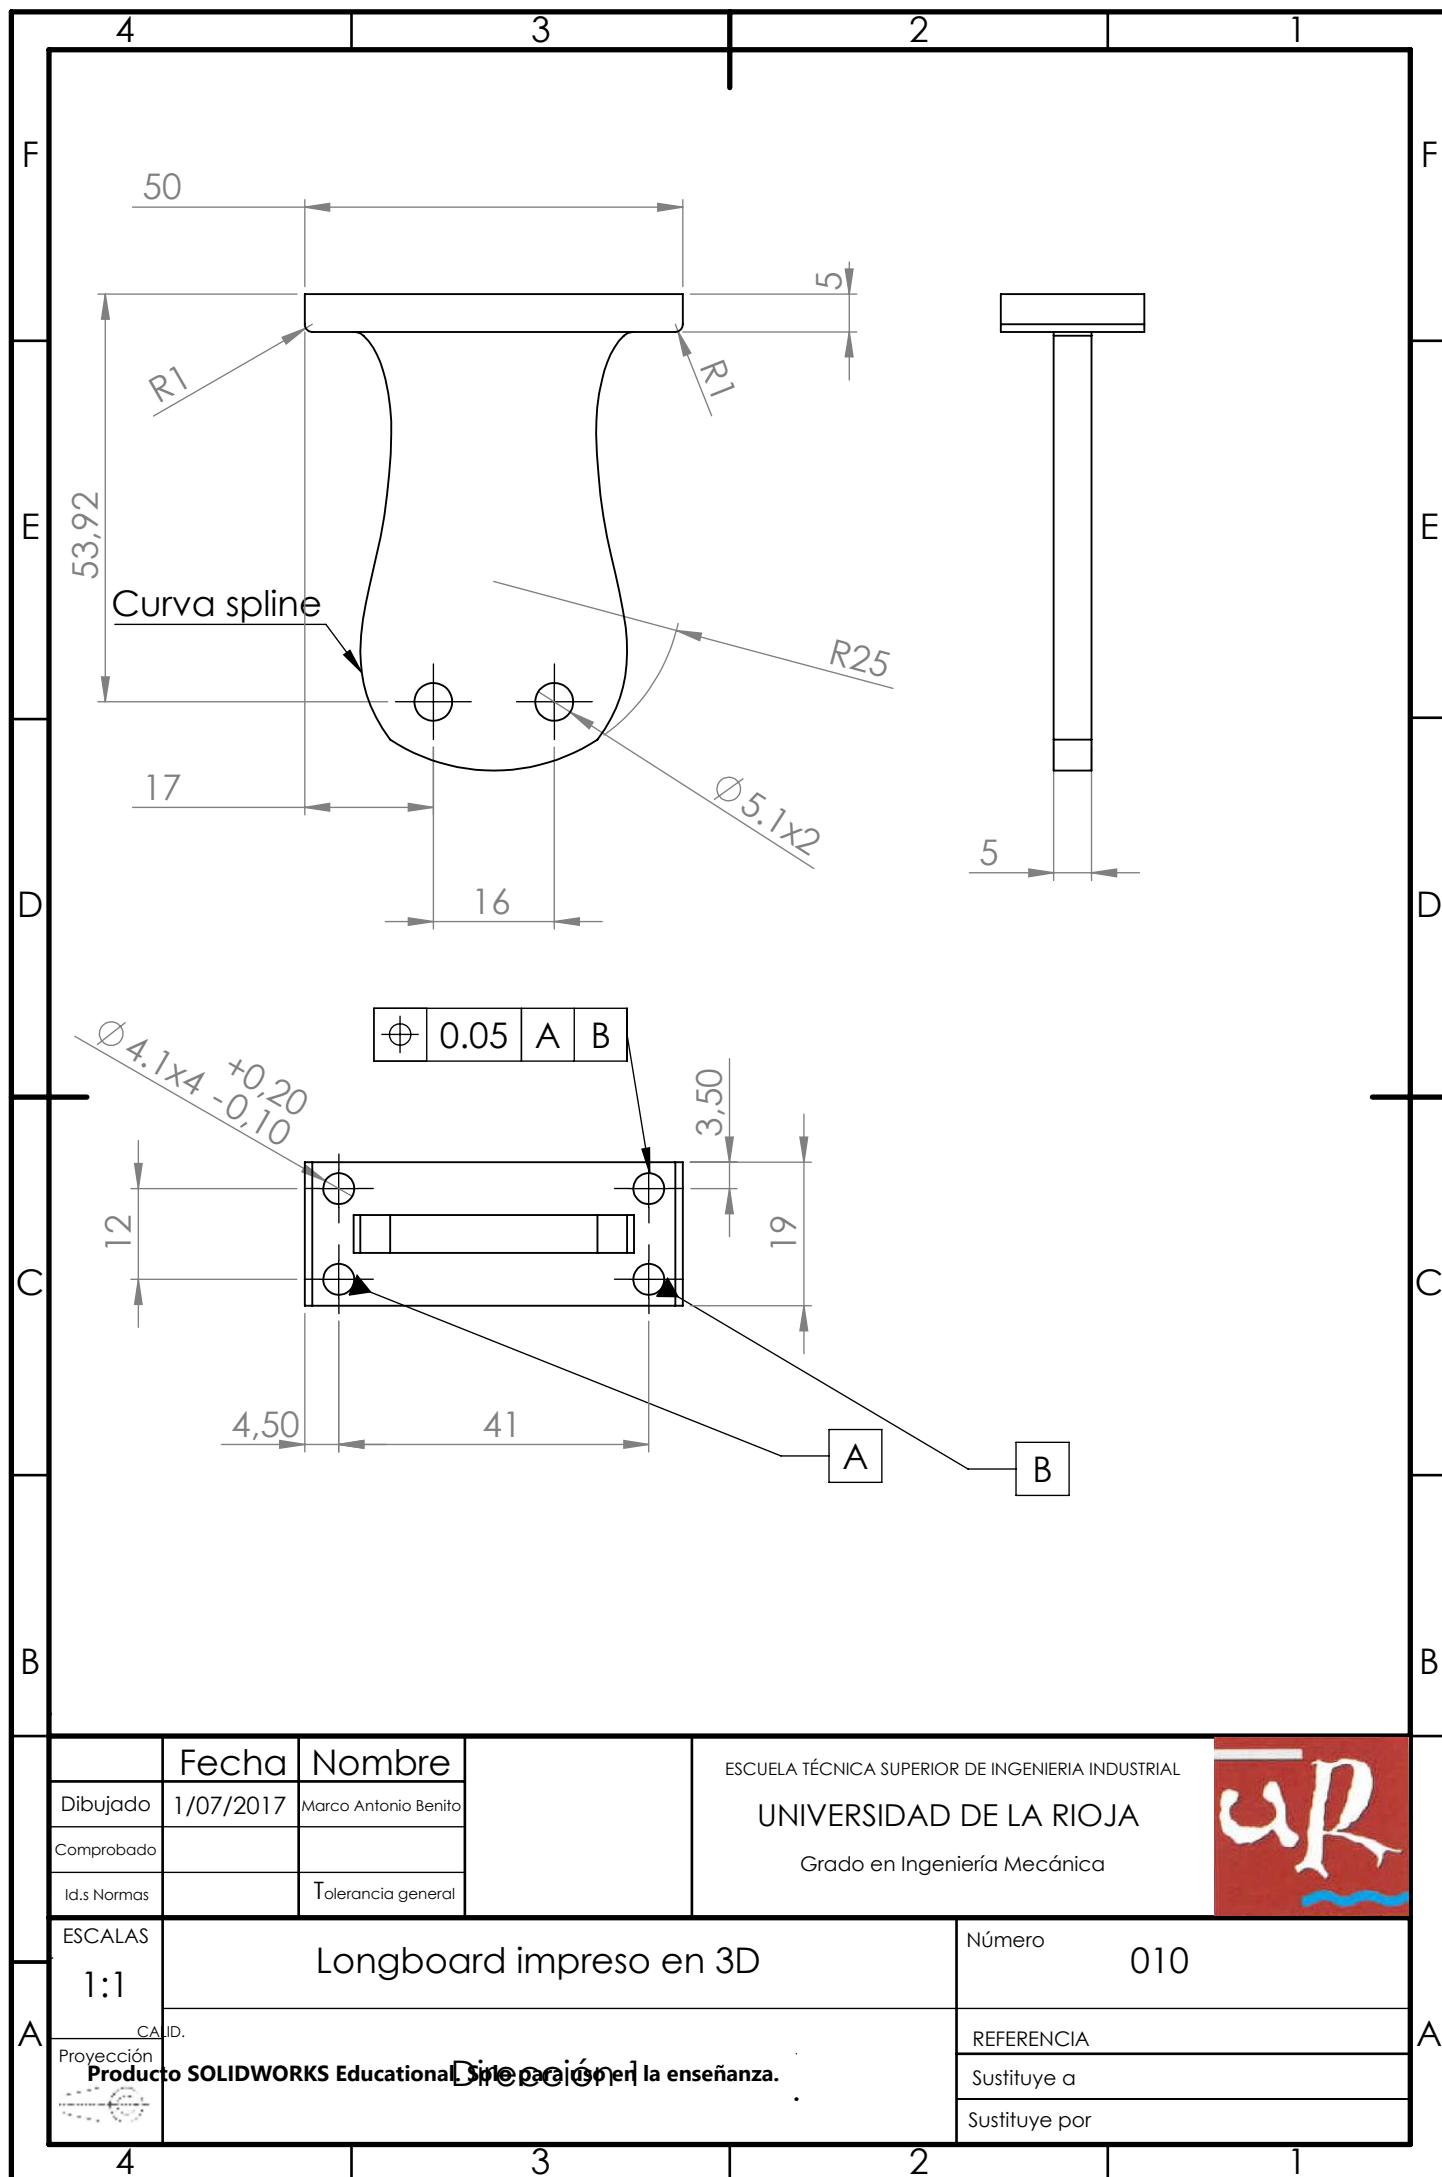 4 3 2 1
F F
50
5
R1 R1
53,92
E E
Curva spline
R25
17
Ø5.1x2
5
D D
16
0.05 A B
Ø4.1x4 +0,20
-0,10
3,50
12
19
C C
4,50 41
A
B
B B
Fecha Nombre
ESCUELA TÉCNICA SUPERIOR DE INGENIERIA INDUSTRIAL
Dibujado 1/07/2017 Marco Antonio Benito
UNIVERSIDAD DE LA RIOJA
Comprobado
Grado en Ingeniería Mecánica
Id.s Normas Tolerancia general
uR
ESCALAS
1:1
Longboard impreso en 3D
Número
010
A A
CALID.
REFERENCIA
Proyección
Producto SOLIDWORKS Educational. Solo para uso en la enseñanza.
Dirección 1
Sustituye a
Sustituye por
4 3 2 1